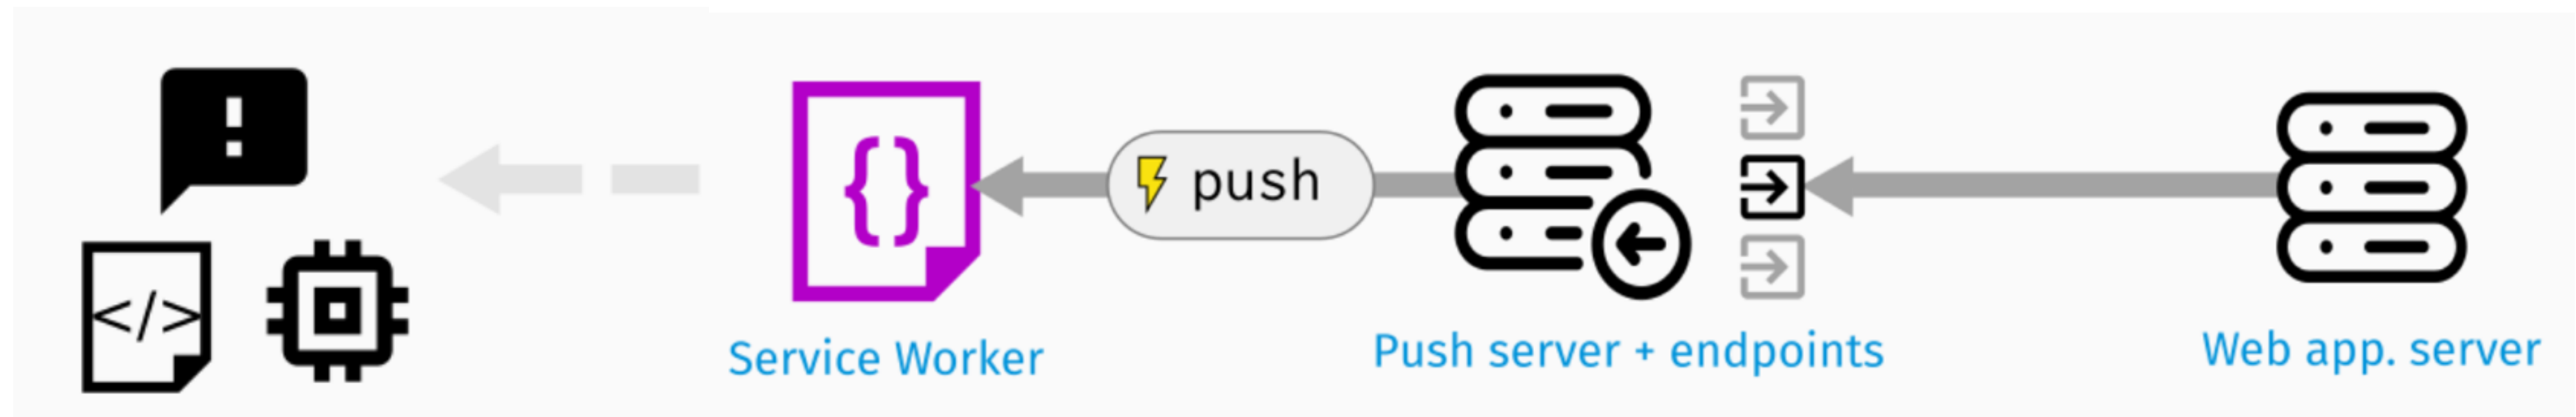 push
</>
{}
Service Worker
Push server + endpoints
Web app. server